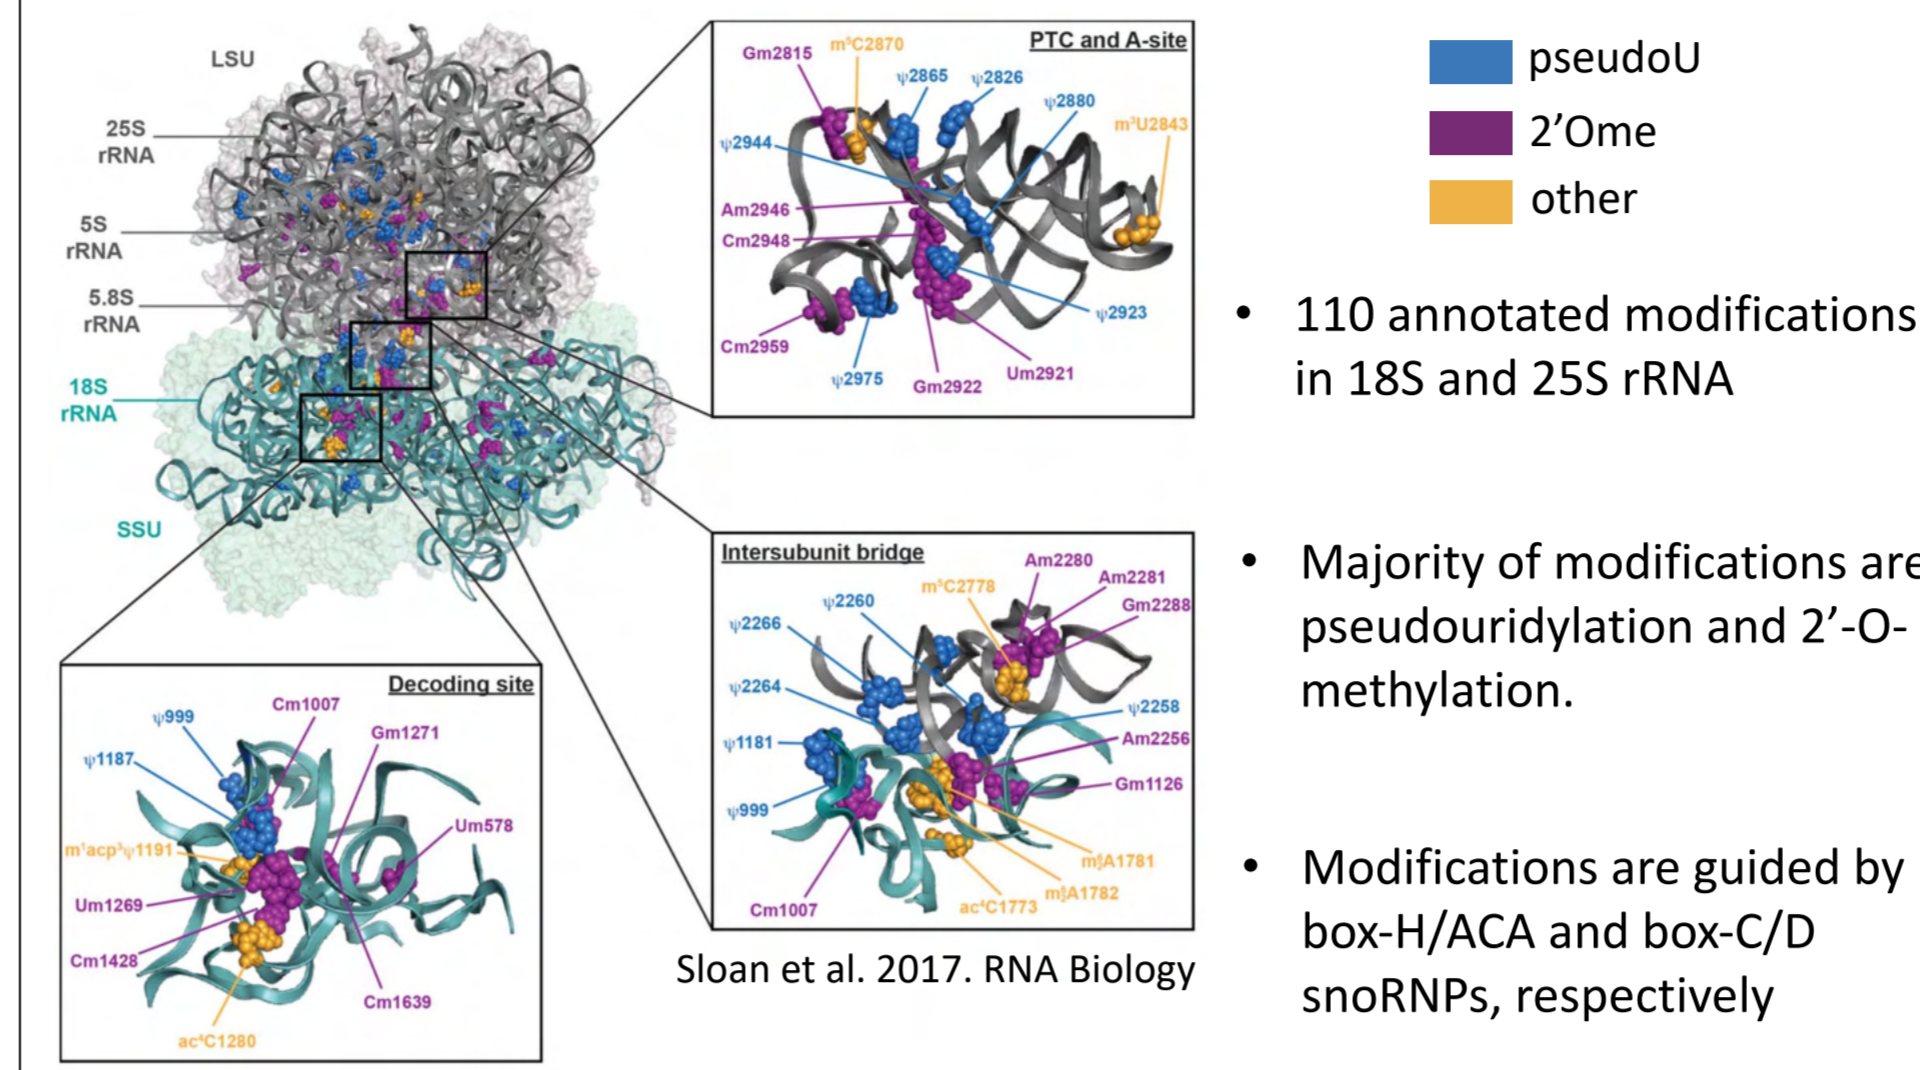 LSU
25S
rRNA
5S
rRNA
5.8S
rRNA
18S
rRNA
SSU
PTC and A-site
Gm2815
m⁵C2870
ψ2865
ψ2826
ψ2880
m³U2843
ψ2944
Am2946
Cm2948
Cm2959
ψ2975
Gm2922
Um2921
ψ2923
Intersubunit bridge
Am2280
Am2281
Gm2288
m⁵C2778
ψ2260
ψ2266
ψ2264
ψ1181
ψ999
Cm1007
ψ2258
Am2256
Gm1126
m⁶₂A1781
m⁶₂A1782
ac⁴C1773
Decoding site
Cm1007
ψ999
Gm1271
ψ1187
Um578
m¹acp³ψ1191
Um1269
Cm1428
Cm1639
ac⁴C1280
Sloan et al. 2017. RNA Biology
pseudoU
2’Ome
other
• 110 annotated modifications
in 18S and 25S rRNA
• Majority of modifications are
pseudouridylation and 2’-O-
methylation.
• Modifications are guided by
box-H/ACA and box-C/D
snoRNPs, respectively